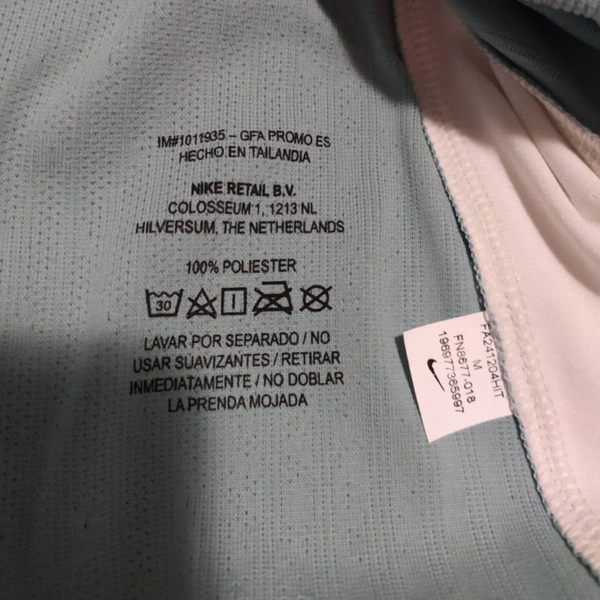 IM#1011935 – GFA PROMO ES
HECHO EN TAILANDIA
NIKE RETAIL B.V.
COLOSSEUM 1, 1213 NL
HILVERSUM, THE NETHERLANDS
100% POLIESTER
30
LAVAR POR SEPARADO / NO
USAR SUAVIZANTES / RETIRAR
INMEDIATAMENTE / NO DOBLAR
LA PRENDA MOJADA
FA241204HIT
M
FN8677-018
196977365997